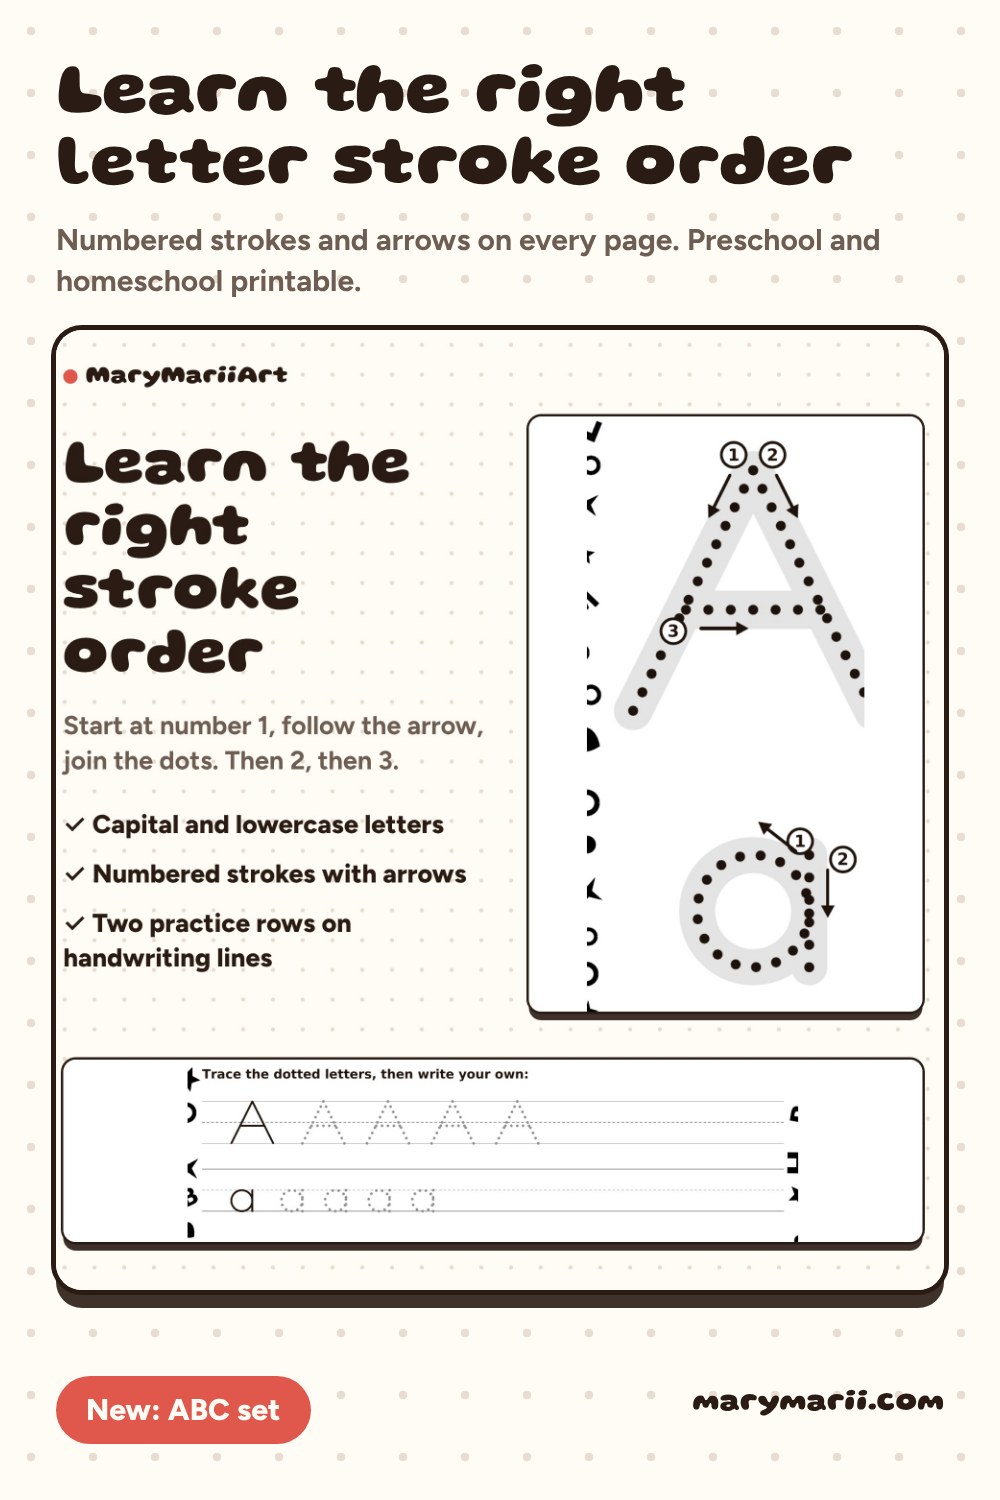 Learn the right
letter stroke order
Numbered strokes and arrows on every page. Preschool and
homeschool printable.
MaryMariiArt
Learn the
right
stroke
order
Start at number 1, follow the arrow,
join the dots. Then 2, then 3.
✓ Capital and lowercase letters
✓ Numbered strokes with arrows
✓ Two practice rows on
handwriting lines
1 2
A
3
1
2
a
Trace the dotted letters, then write your own:
A A A A A
a a a a a
New: ABC set
marymarii.com